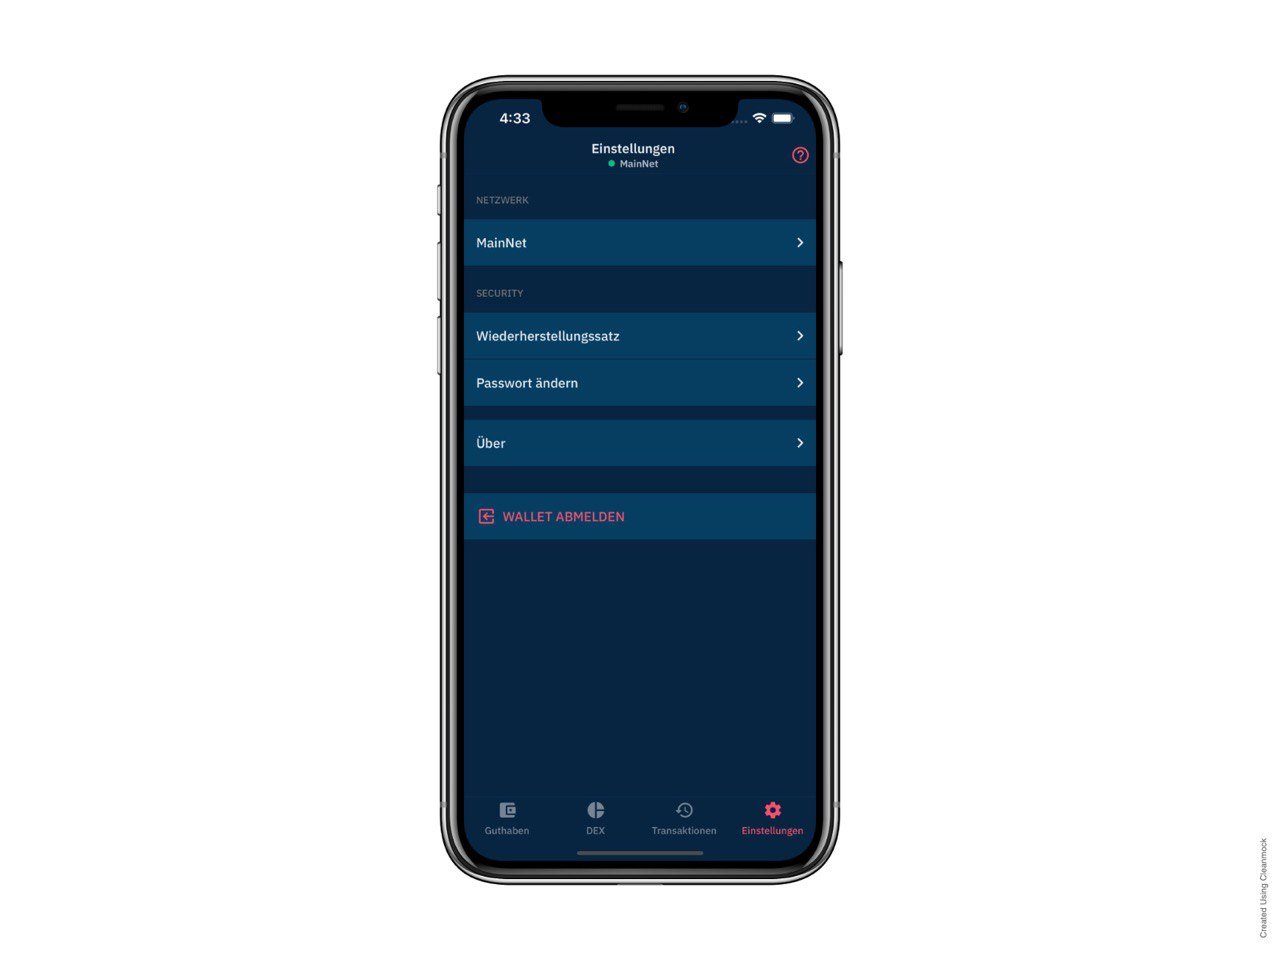 4:33
Einstellungen
MainNet
NETZWERK
MainNet
SECURITY
Wiederherstellungssatz
Passwort ändern
Über
WALLET ABMELDEN
Guthaben
DEX
Transaktionen
Einstellungen
Created Using Cleanmock